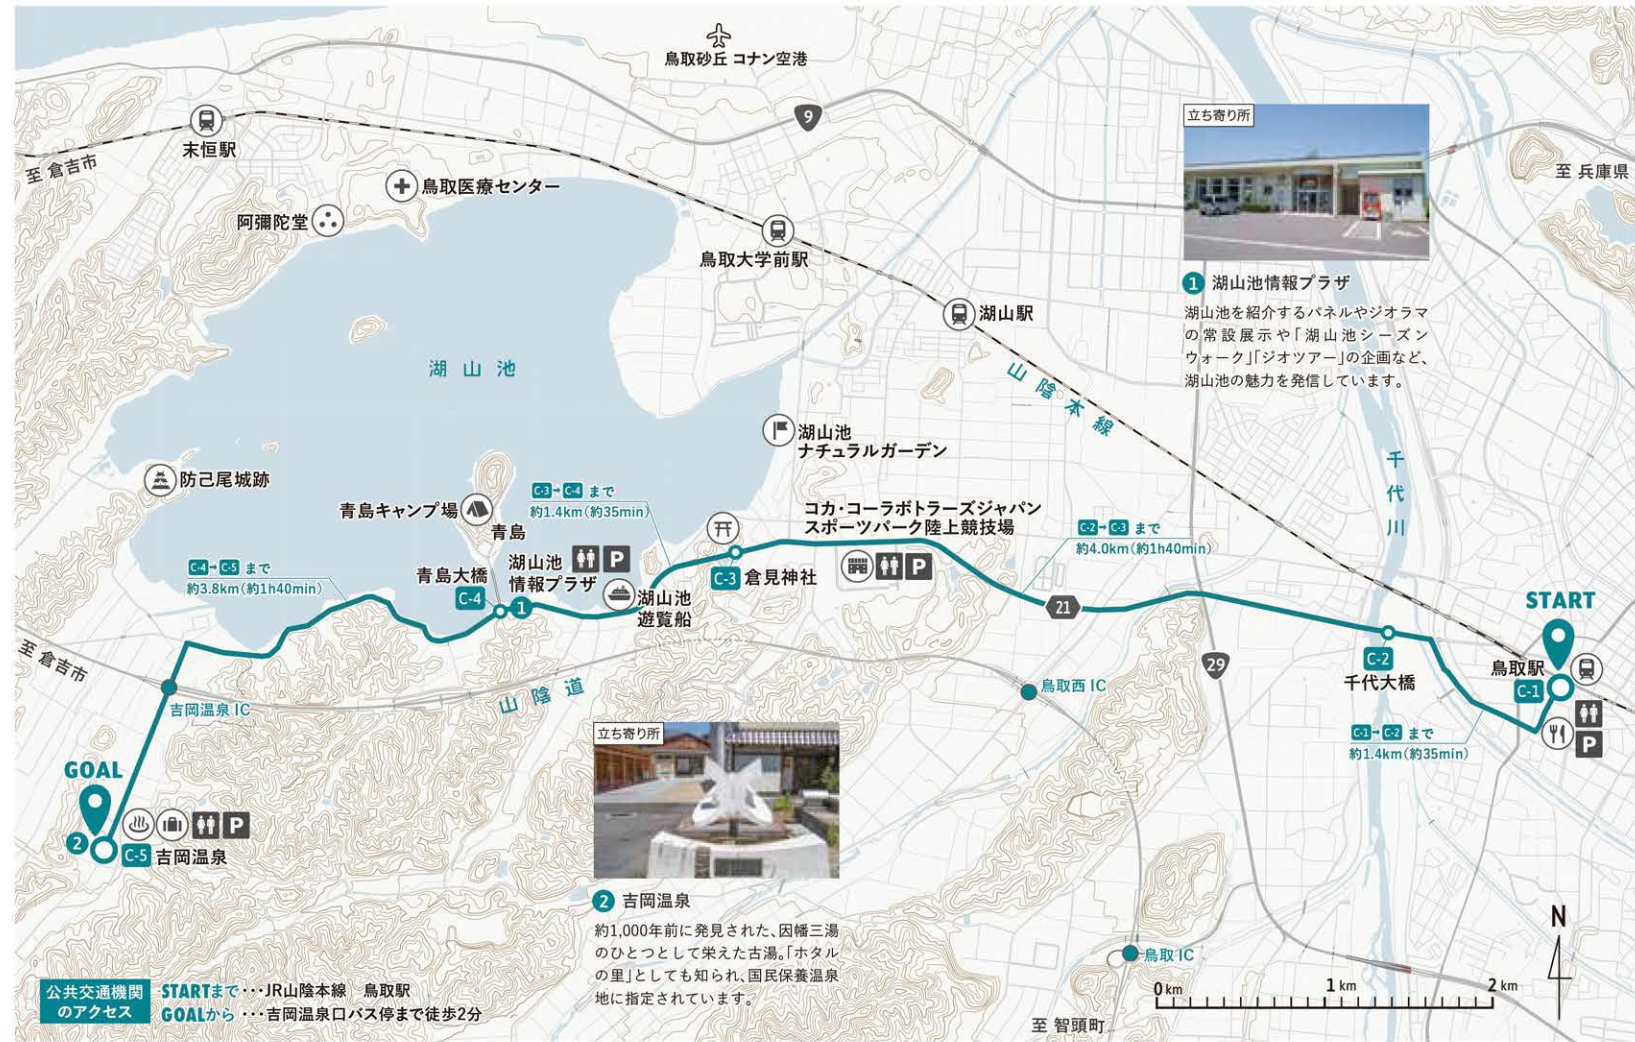 鳥取砂丘 コナン空港
9
末恒駅
至 倉吉市
鳥取医療センター
阿彌陀堂
鳥取大学前駅
湖山駅
湖山池
山陰本線
立ち寄り所
至 兵庫県
1 湖山池情報プラザ
湖山池を紹介するパネルやジオラマ
の常設展示や「湖山池シーズン
ウォーク」「ジオツアー」の企画など、
湖山池の魅力を発信しています。
千代川
湖山池
ナチュラルガーデン
防己尾城跡
青島キャンプ場
青島
C-3→C-4 まで
約1.4km(約35min)
コカ・コーラボトラーズジャパン
スポーツパーク陸上競技場
P
C-2→C-3 まで
約4.0km(約1h40min)
C-4→C-5 まで
約3.8km(約1h40min)
青島大橋
C-4
湖山池
情報プラザ
P
1
湖山池
遊覧船
C-3 倉見神社
21
START
鳥取駅
C-1
P
C-2
千代大橋
29
C-1→C-2 まで
約1.4km(約35min)
至 倉吉市
吉岡温泉 IC
山陰道
鳥取西 IC
GOAL
2
P
C-5 吉岡温泉
立ち寄り所
2 吉岡温泉
約1,000年前に発見された、因幡三湯
のひとつとして栄えた古湯。「ホタル
の里」としても知られ、国民保養温泉
地に指定されています。
鳥取 IC
至 智頭町
N
0 km 1 km 2 km
公共交通機関
のアクセス
STARTまで・・・JR山陰本線 鳥取駅
GOALから ・・・吉岡温泉口バス停まで徒歩2分